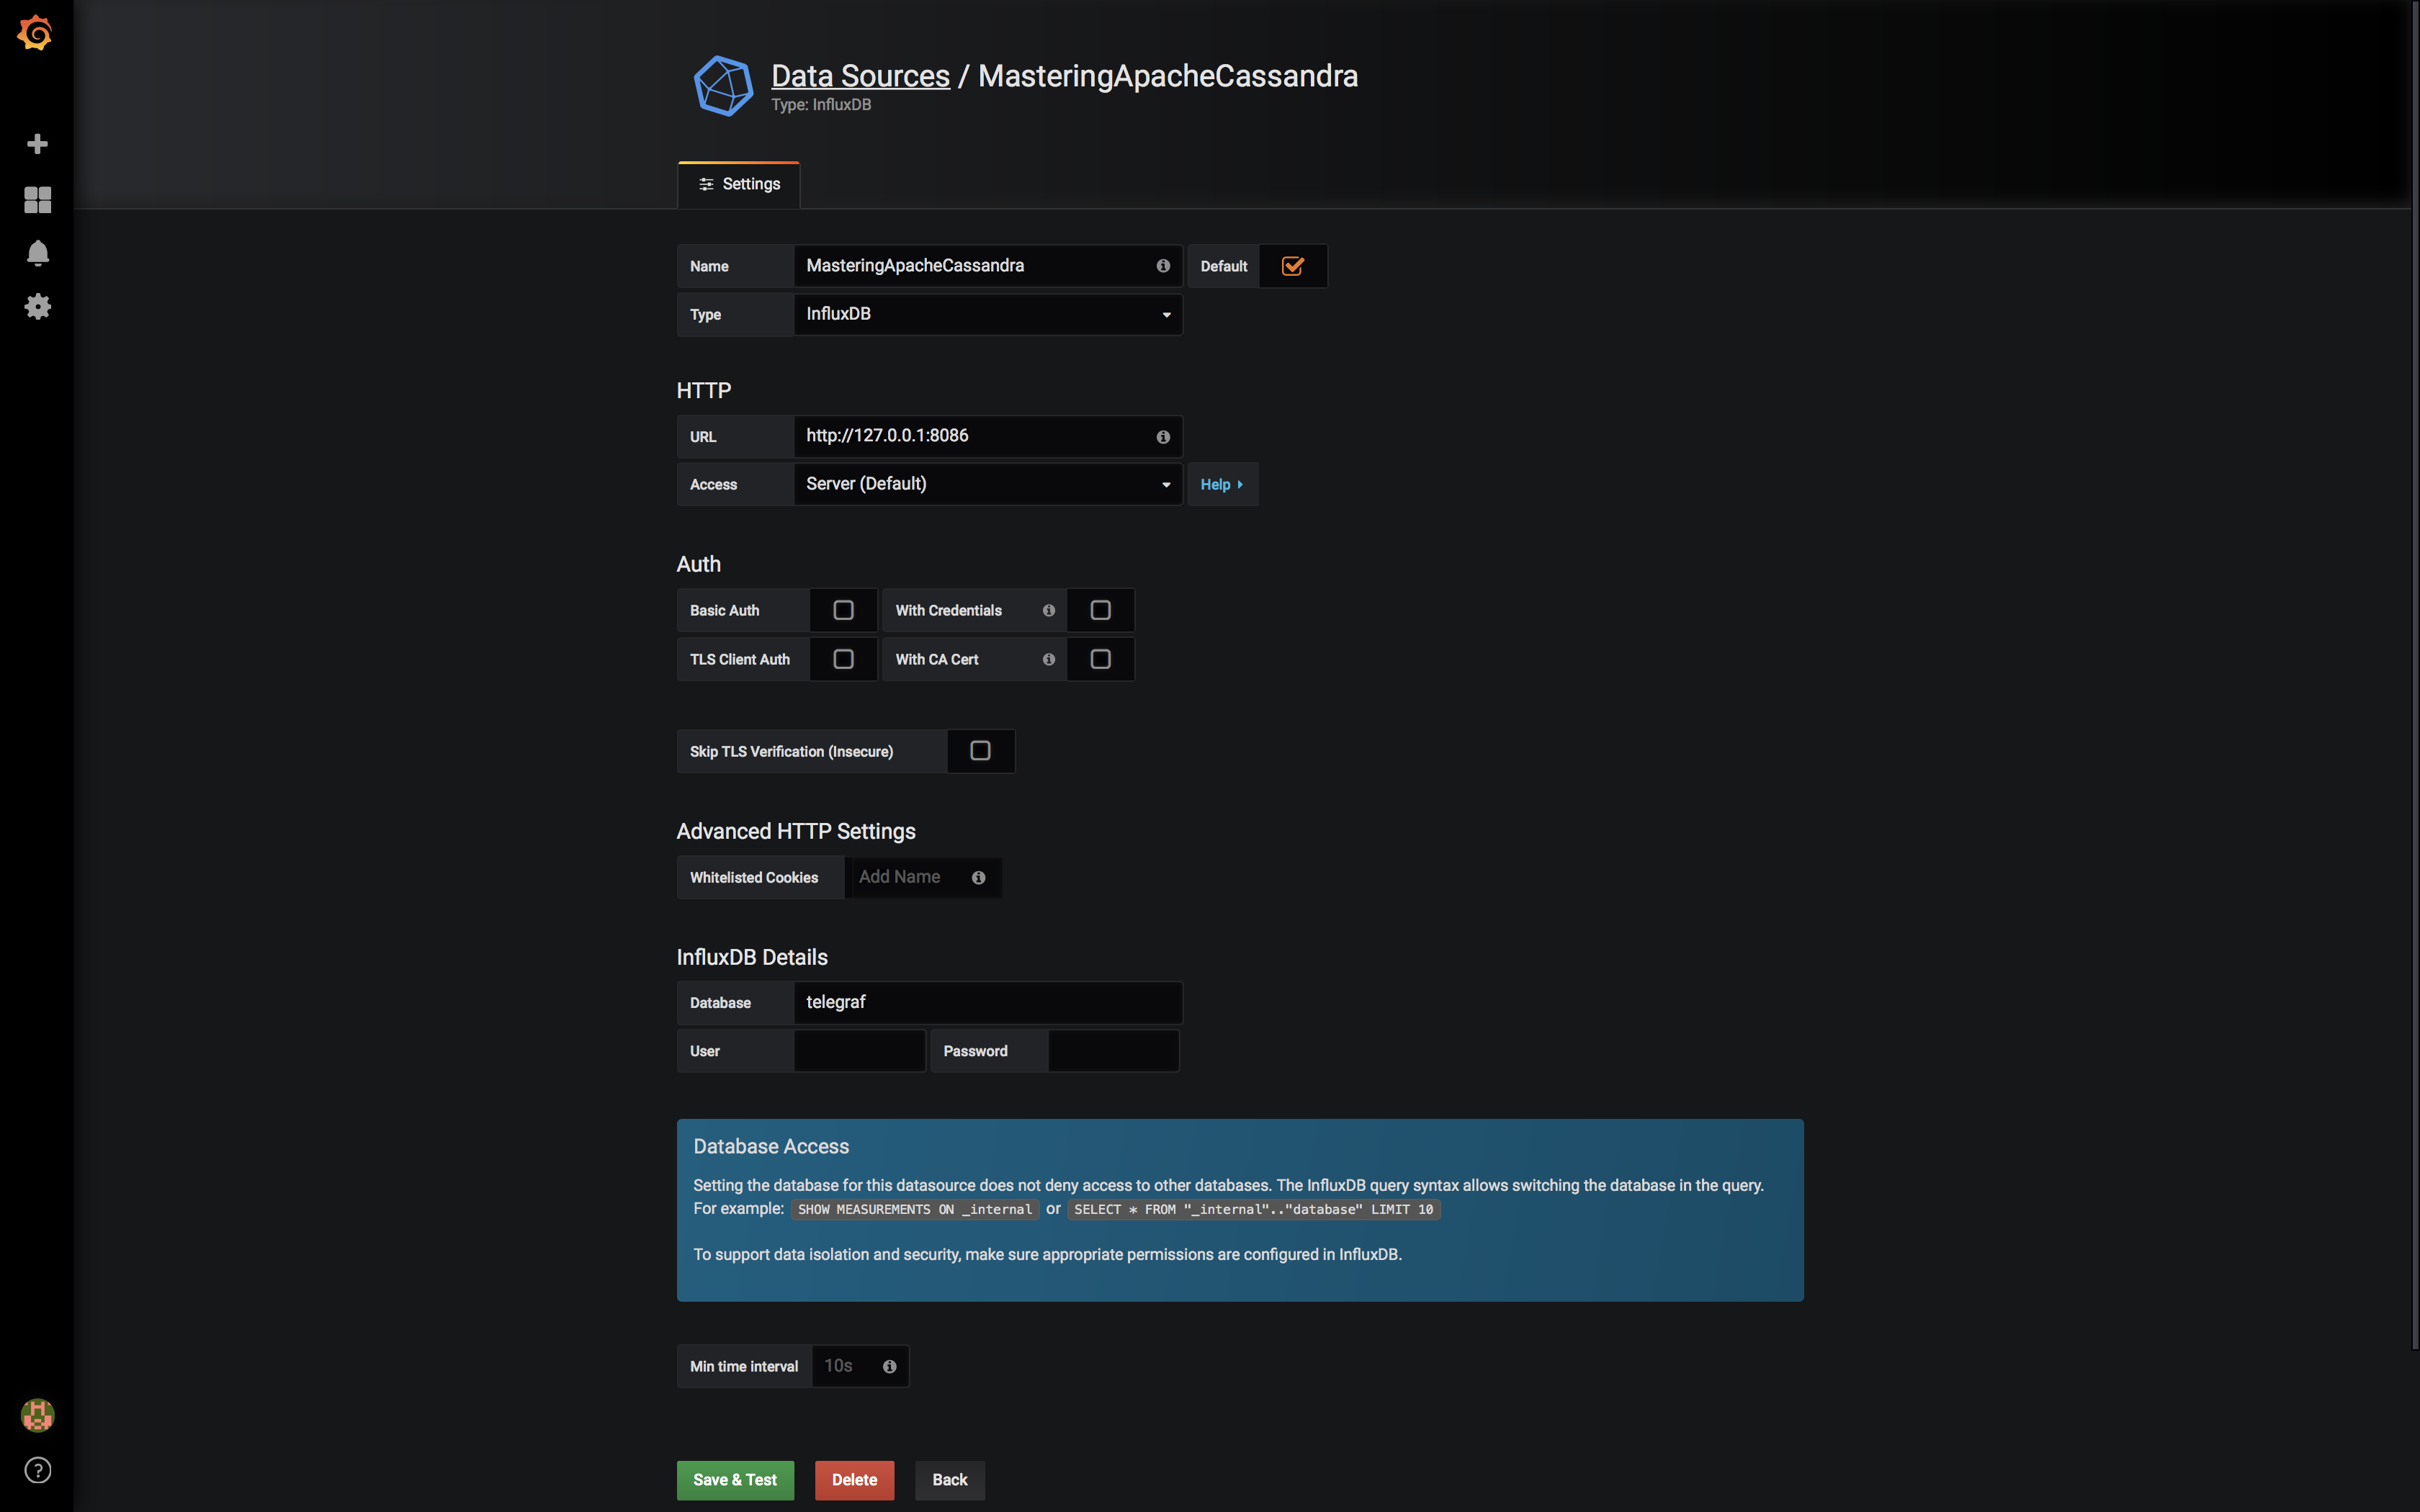 Data Sources / MasteringApacheCassandra
Type: InfluxDB
Settings
Name MasteringApacheCassandra Default
Type InfluxDB
HTTP
URL http://127.0.0.1:8086
Access Server (Default) Help
Auth
Basic Auth With Credentials
TLS Client Auth With CA Cert
Skip TLS Verification (Insecure)
Advanced HTTP Settings
Whitelisted Cookies Add Name
InfluxDB Details
Database telegraf
User Password
Database Access
Setting the database for this datasource does not deny access to other databases. The InfluxDB query syntax allows switching the database in the query.
For example: SHOW MEASUREMENTS ON _internal or SELECT * FROM "_internal".."database" LIMIT 10
To support data isolation and security, make sure appropriate permissions are configured in InfluxDB.
Min time interval 10s
Save & Test Delete Back